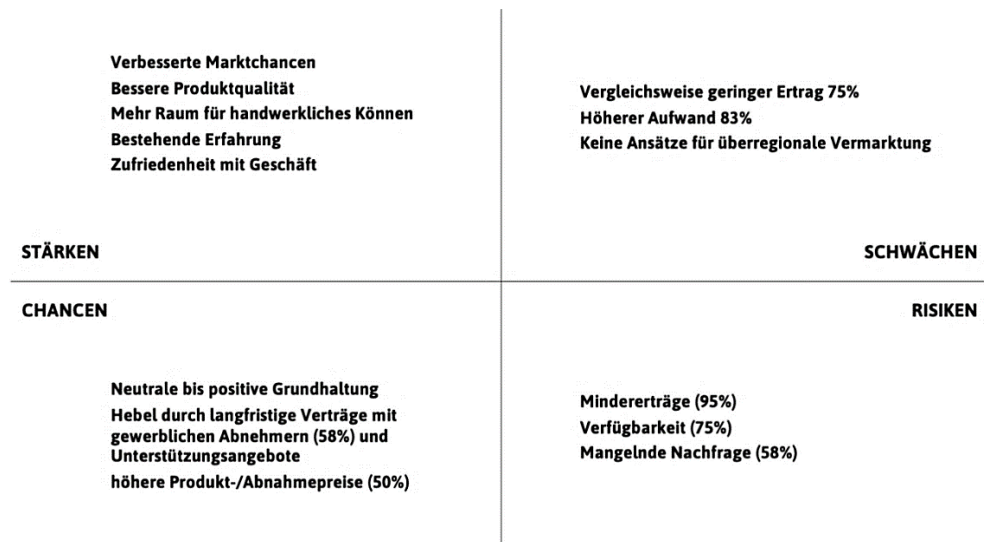 Verbesserte Marktchancen
Bessere Produktqualität
Mehr Raum für handwerkliches Können
Bestehende Erfahrung
Zufriedenheit mit Geschäft
STÄRKEN
Vergleichsweise geringer Ertrag 75%
Höherer Aufwand 83%
Keine Ansätze für überregionale Vermarktung
SCHWÄCHEN
CHANCEN
Neutrale bis positive Grundhaltung
Hebel durch langfristige Verträge mit
gewerblichen Abnehmern (58%) und
Unterstützungsangebote
höhere Produkt-/Abnahmepreise (50%)
RISIKEN
Mindererträge (95%)
Verfügbarkeit (75%)
Mangelnde Nachfrage (58%)